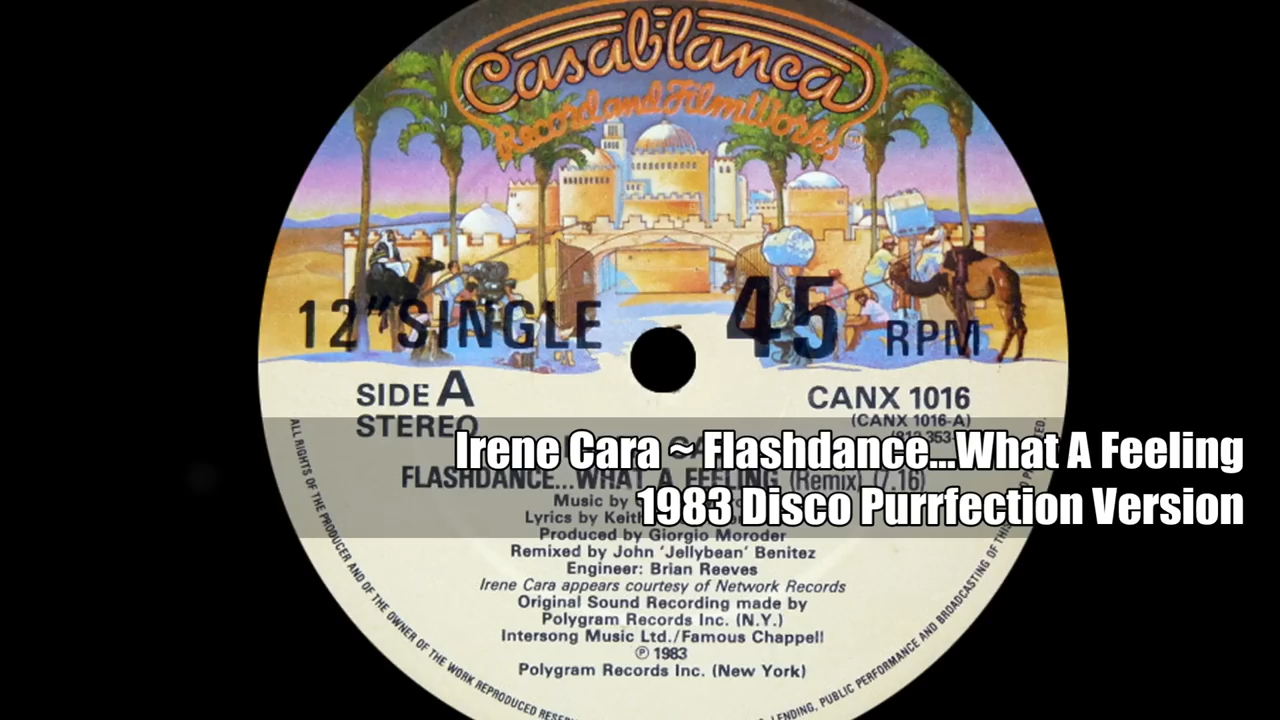 Casablanca
Record and FilmWorks
12" SINGLE
45 RPM
SIDE A
STEREO
CANX 1016
(CANX 1016-A)
Irene Cara ~ Flashdance...What A Feeling
FLASHDANCE...WHAT A FEELING (Remix) (7.16)
1983 Disco Purrfection Version
Music by
Lyrics by Keith
Produced by Giorgio Moroder
Remixed by John 'Jellybean' Benitez
Engineer: Brian Reeves
Irene Cara appears courtesy of Network Records
Original Sound Recording made by
Polygram Records Inc. (N.Y.)
Intersong Music Ltd./Famous Chappell
℗ 1983
Polygram Records Inc. (New York)
ALL RIGHTS OF THE PRODUCER AND OF THE OWNER OF THE WORK REPRODUCED
LENDING, PUBLIC PERFORMANCE AND BROADCASTING OF THIS